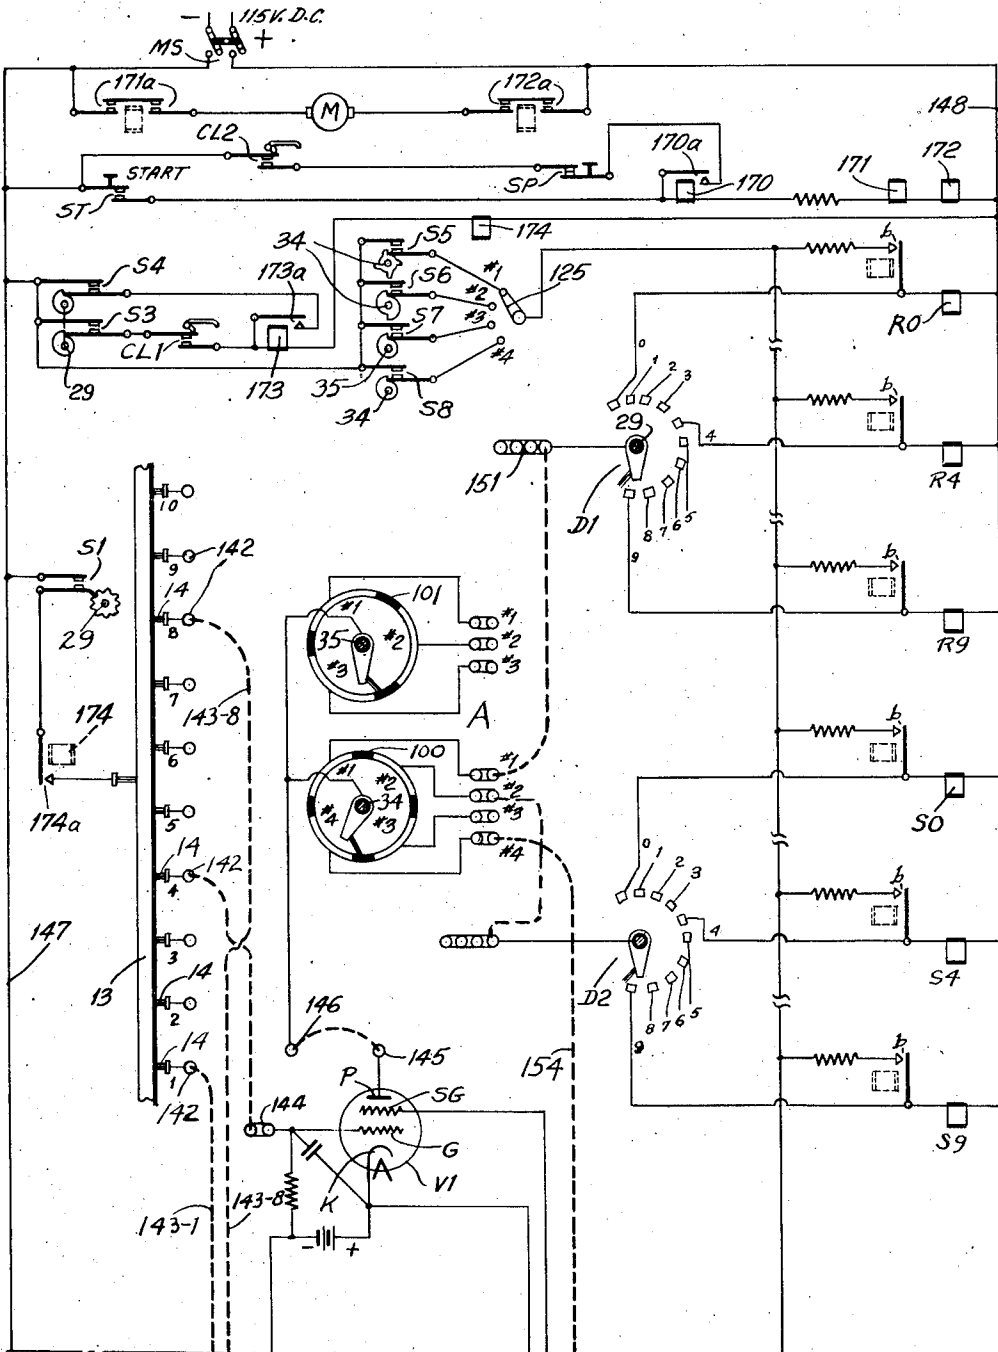 − 115V. D.C.
MS +
171a M 172a
148
CL2 170a
START SP 170 171 172
ST
174
34 S5 b
S4 S6 #1 125
173a #2
S3 S7 #3 R0
CL1 #4
29 173 35 S8
34
0 1 2 3 b
29 4
151 R4
D1
10 8 7 6 5
9
S1 142 b
9
14 101 #1
29 8 #1 35 #2 #2 R9
#3 #3
7 143-8 A
174 6 100 #1 b
#1 #2 #2
5 34 #3
174a #4 #3 #4 S0
14 142 0 1 2 3 b
4 4
147
3 S4
13 14 D2
2 8 7 6 5
146 9
14 145 154 b
1 P
142 144 SG
G S9
K V1
143-1 143-8
− +